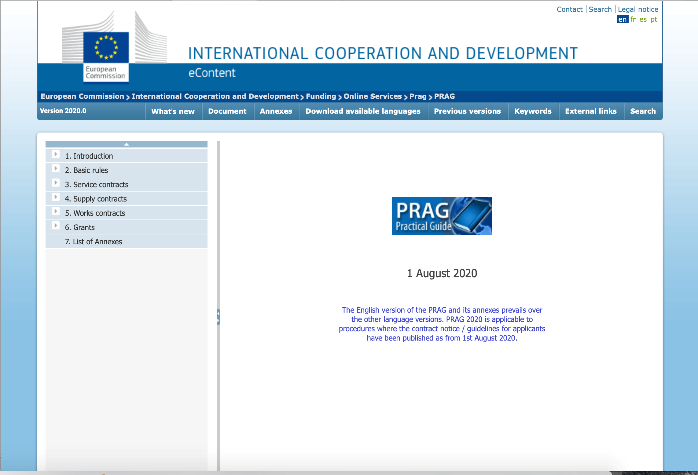 Contact | Search | Legal notice
en fr es pt
European
Commission
INTERNATIONAL COOPERATION AND DEVELOPMENT
eContent
European Commission > International Cooperation and Development > Funding > Online Services > Prag > PRAG
Version 2020.0 What's new Document Annexes Download available languages Previous versions Keywords External links Search
1. Introduction
2. Basic rules
3. Service contracts
4. Supply contracts
5. Works contracts
6. Grants
7. List of Annexes
PRAG
Practical Guide
1 August 2020
The English version of the PRAG and its annexes prevails over
the other language versions. PRAG 2020 is applicable to
procedures where the contract notice / guidelines for applicants
have been published as from 1st August 2020.